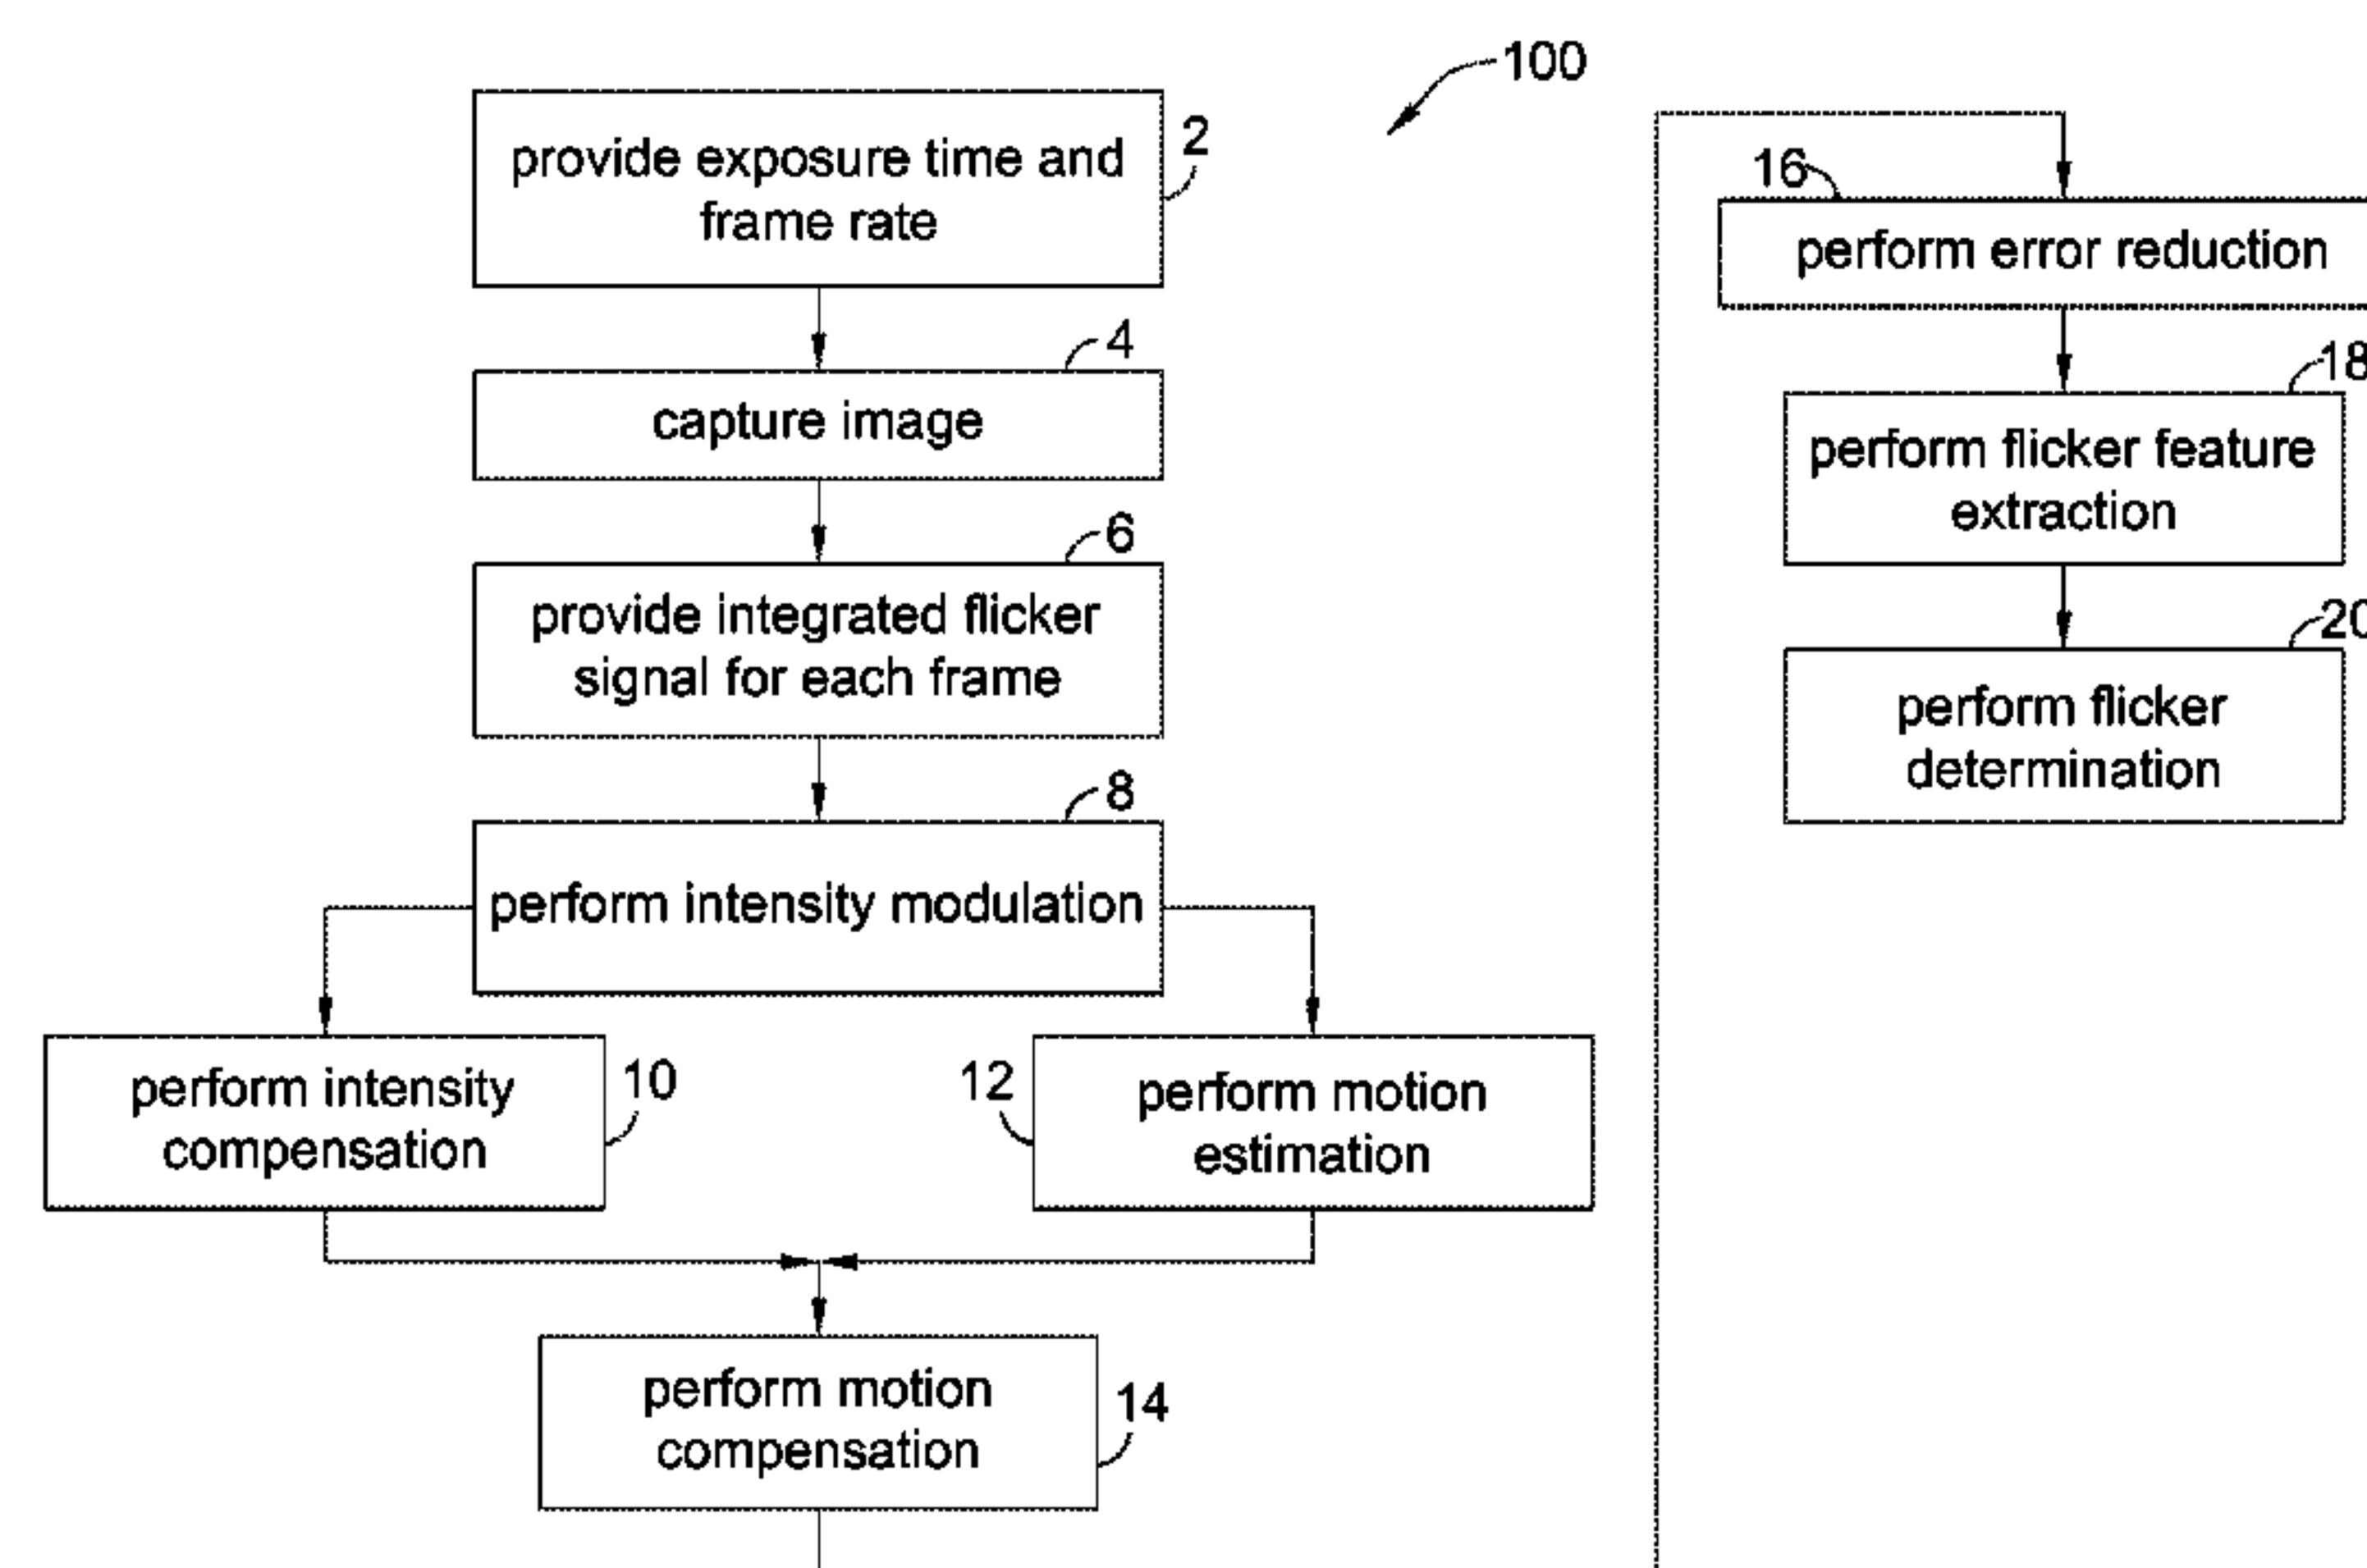 100
provide exposure time and
frame rate
2
capture image
4
provide integrated flicker
signal for each frame
6
perform intensity modulation
8
perform intensity
compensation
10
12
perform motion
estimation
perform motion
compensation
14
16
perform error reduction
18
perform flicker feature
extraction
20
perform flicker
determination